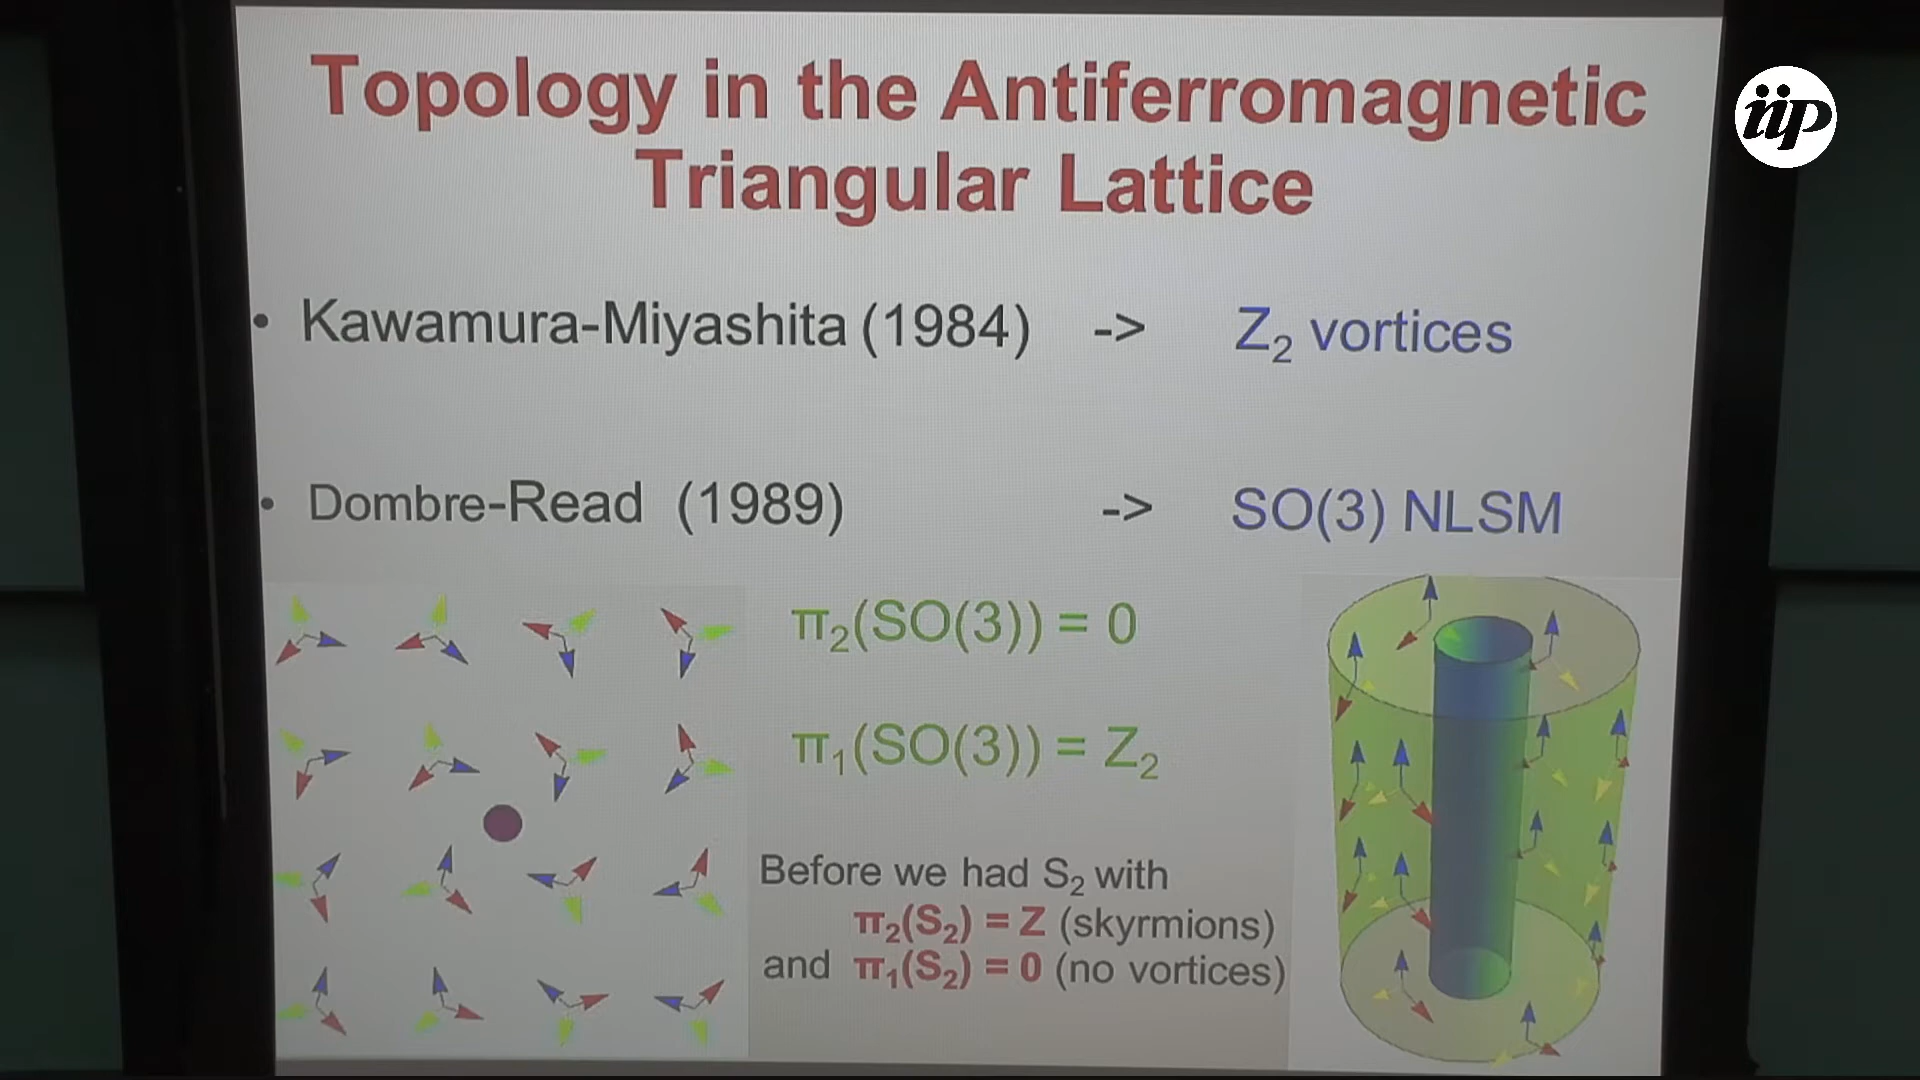 Topology in the Antiferromagnetic
Triangular Lattice
iip
• Kawamura-Miyashita (1984) -> Z₂ vortices
• Dombre-Read (1989) -> SO(3) NLSM
π₂(SO(3)) = 0
π₁(SO(3)) = Z₂
Before we had S₂ with
π₂(S₂) = Z (skyrmions)
and π₁(S₂) = 0 (no vortices)